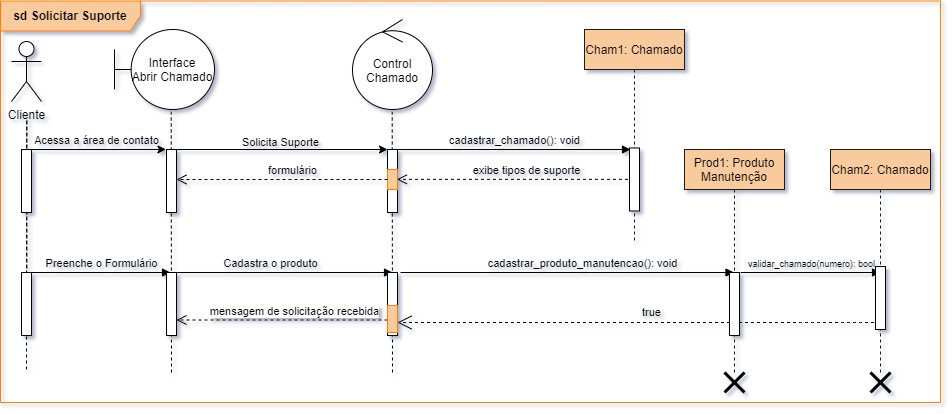 sd Solicitar Suporte
Cliente
Interface
Abrir Chamado
Control
Chamado
Cham1: Chamado
Acessa a área de contato
Solicita Suporte
cadastrar_chamado(): void
formulário
exibe tipos de suporte
Prod1: Produto
Manutenção
Cham2: Chamado
Preenche o Formulário
Cadastra o produto
cadastrar_produto_manutencao(): void
validar_chamado(numero): bool
mensagem de solicitação recebida
true